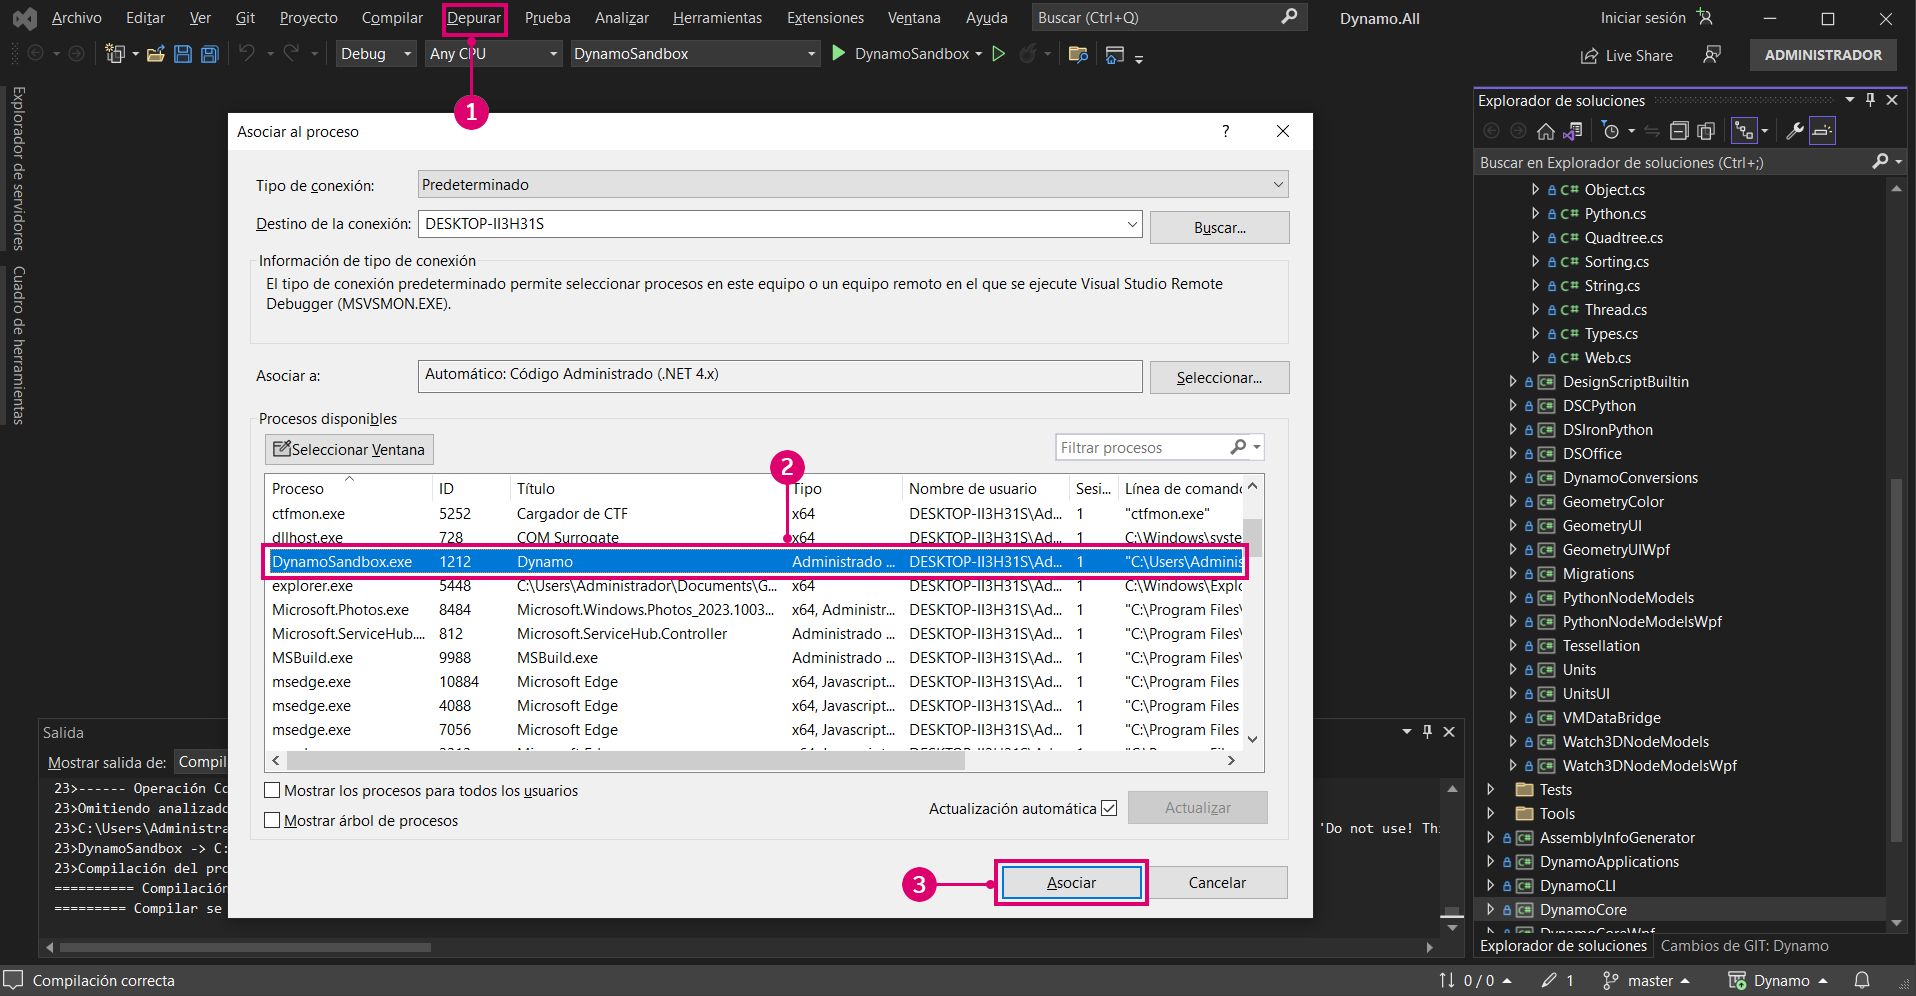 Archivo Editar Ver Git Proyecto Compilar Depurar Prueba Analizar Herramientas Extensiones Ventana Ayuda Buscar (Ctrl+Q) Dynamo.All Iniciar sesión
Debug Any CPU DynamoSandbox DynamoSandbox Live Share ADMINISTRADOR
1
Explorador de servidores
Cuadro de herramientas
Asociar al proceso ?
Tipo de conexión: Predeterminado
Destino de la conexión: DESKTOP-II3H31S Buscar...
Información de tipo de conexión
El tipo de conexión predeterminado permite seleccionar procesos en este equipo o un equipo remoto en el que se ejecute Visual Studio Remote
Debugger (MSVSMON.EXE).
Asociar a: Automático: Código Administrado (.NET 4.x) Seleccionar...
Procesos disponibles
Seleccionar Ventana Filtrar procesos
2
Proceso ID Título Tipo Nombre de usuario Sesi... Línea de comando
ctfmon.exe 5252 Cargador de CTF x64 DESKTOP-II3H31S\Ad... 1 "ctfmon.exe"
dllhost.exe 728 COM Surrogate x64 DESKTOP-II3H31S\Ad... 1 C:\Windows\syste
DynamoSandbox.exe 1212 Dynamo Administrado ... DESKTOP-II3H31S\Ad... 1 "C:\Users\Adminis
explorer.exe 5448 C:\Users\Administrador\Documents\G... x64 DESKTOP-II3H31S\Ad... 1 C:\Windows\Explo
Microsoft.Photos.exe 8484 Microsoft.Windows.Photos_2023.1003... x64, Administr... DESKTOP-II3H31S\Ad... 1 "C:\Program Files\
Microsoft.ServiceHub.... 812 Microsoft.ServiceHub.Controller Administrado ... DESKTOP-II3H31S\Ad... 1 "C:\Program Files\
MSBuild.exe 9988 MSBuild.exe Administrado ... DESKTOP-II3H31S\Ad... 1 "C:\Program Files\
msedge.exe 10884 Microsoft Edge x64, Javascript... DESKTOP-II3H31S\Ad... 1 "C:\Program Files
msedge.exe 4088 Microsoft Edge x64, Javascript... DESKTOP-II3H31S\Ad... 1 "C:\Program Files
msedge.exe 7056 Microsoft Edge x64, Javascript... DESKTOP-II3H31S\Ad... 1 "C:\Program Files
Mostrar los procesos para todos los usuarios
Mostrar árbol de procesos
Actualización automática Actualizar
3 Asociar Cancelar
Salida
Mostrar salida de: Compil
23>------ Operación Co
23>Omitiendo analizado
23>C:\Users\Administra 'Do not use! Thi
23>DynamoSandbox -> C:
23>Compilación del pro
========== Compilación
========= Compilar se
Explorador de soluciones
Buscar en Explorador de soluciones (Ctrl+;)
C# Object.cs
C# Python.cs
C# Quadtree.cs
C# Sorting.cs
C# String.cs
C# Thread.cs
C# Types.cs
C# Web.cs
C# DesignScriptBuiltin
C# DSCPython
C# DSIronPython
C# DSOffice
C# DynamoConversions
C# GeometryColor
C# GeometryUI
C# GeometryUIWpf
C# Migrations
C# PythonNodeModels
C# PythonNodeModelsWpf
C# Tessellation
C# Units
C# UnitsUI
C# VMDataBridge
C# Watch3DNodeModels
C# Watch3DNodeModelsWpf
Tests
Tools
C# AssemblyInfoGenerator
C# DynamoApplications
C# DynamoCLI
C# DynamoCore
Explorador de soluciones Cambios de GIT: Dynamo
Compilación correcta 0 / 0 1 master Dynamo